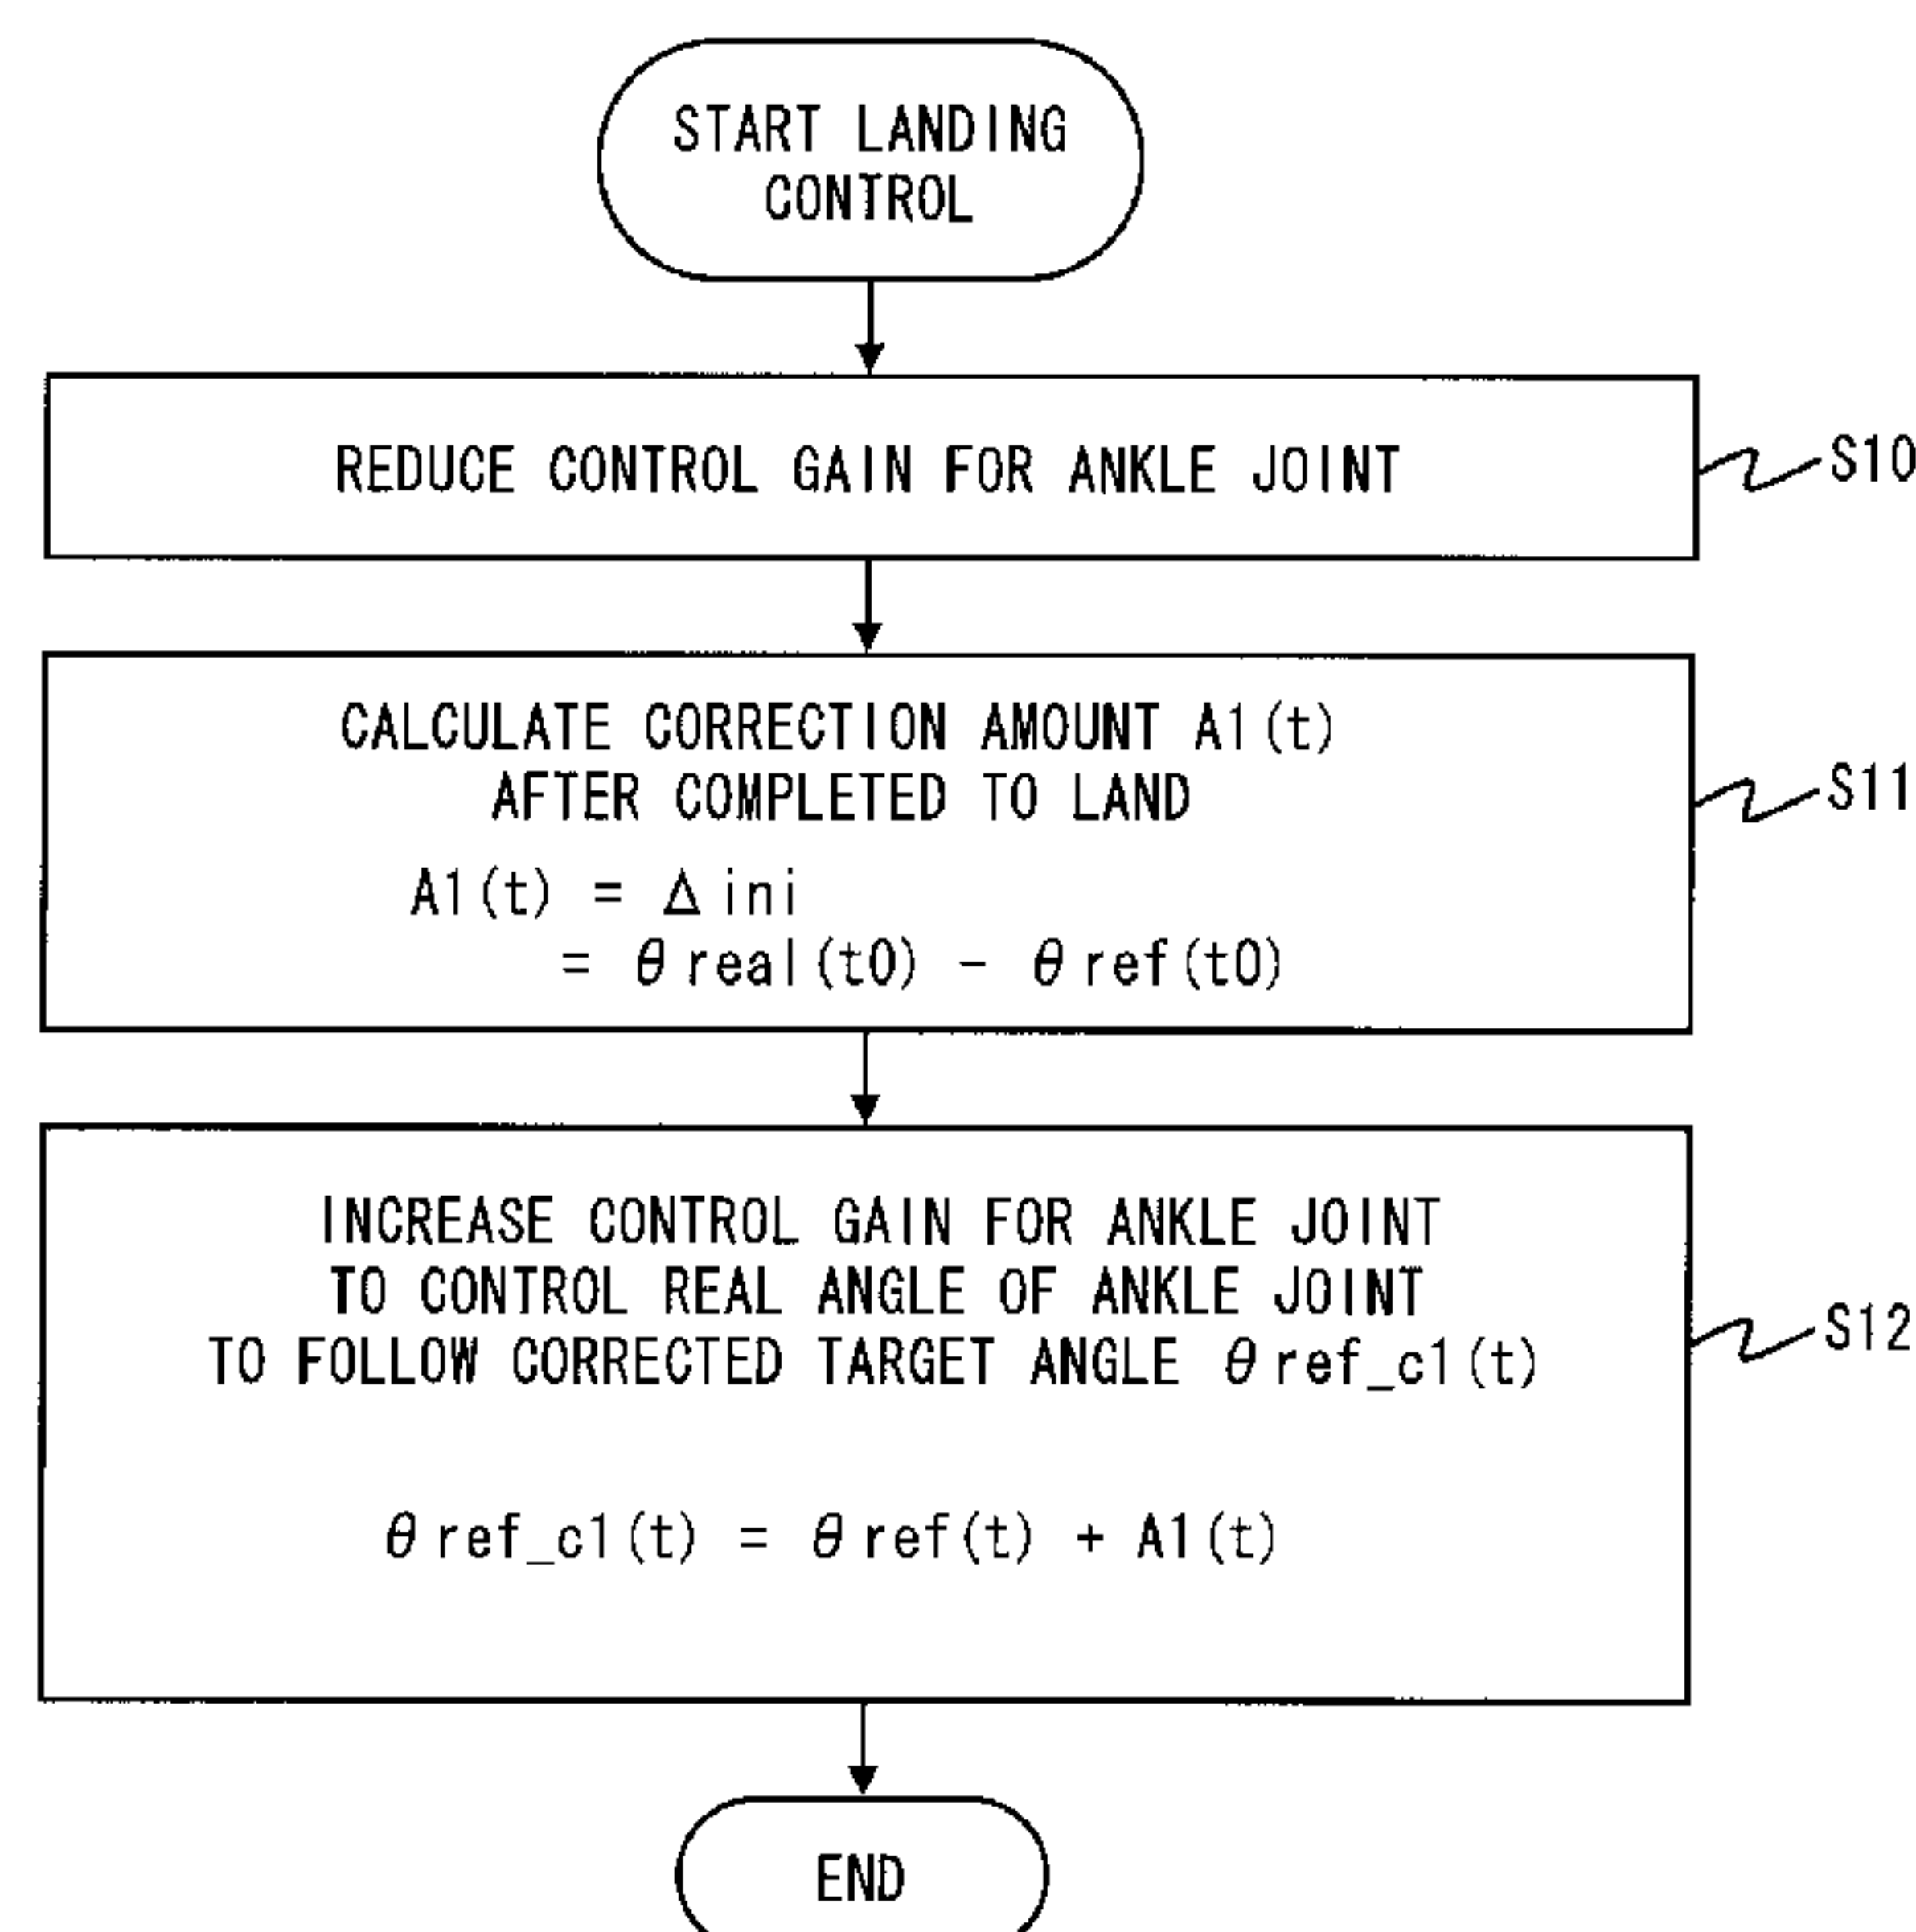 START LANDING
CONTROL
REDUCE CONTROL GAIN FOR ANKLE JOINT
S10
CALCULATE CORRECTION AMOUNT A1(t)
AFTER COMPLETED TO LAND
A1(t) = Δini
= θreal(t0) - θref(t0)
S11
INCREASE CONTROL GAIN FOR ANKLE JOINT
TO CONTROL REAL ANGLE OF ANKLE JOINT
TO FOLLOW CORRECTED TARGET ANGLE θref_c1(t)
θref_c1(t) = θref(t) + A1(t)
S12
END